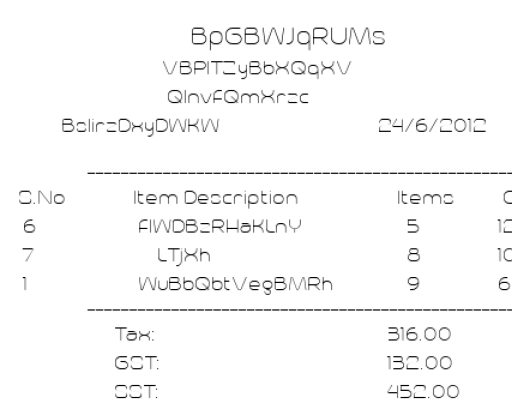 BpGBWJqRUMs
VBPITZyBbXQqXV
QInvFQmXrzc
BslirzDxyDWKW 24/6/2012
S.No Item Description Items
6 fIWDBzRHaKLnY 5 12
7 LTjXh 8 10
1 WuBbQbtVegBMRh 9 6
Tax: 316.00
GST: 132.00
SST: 452.00